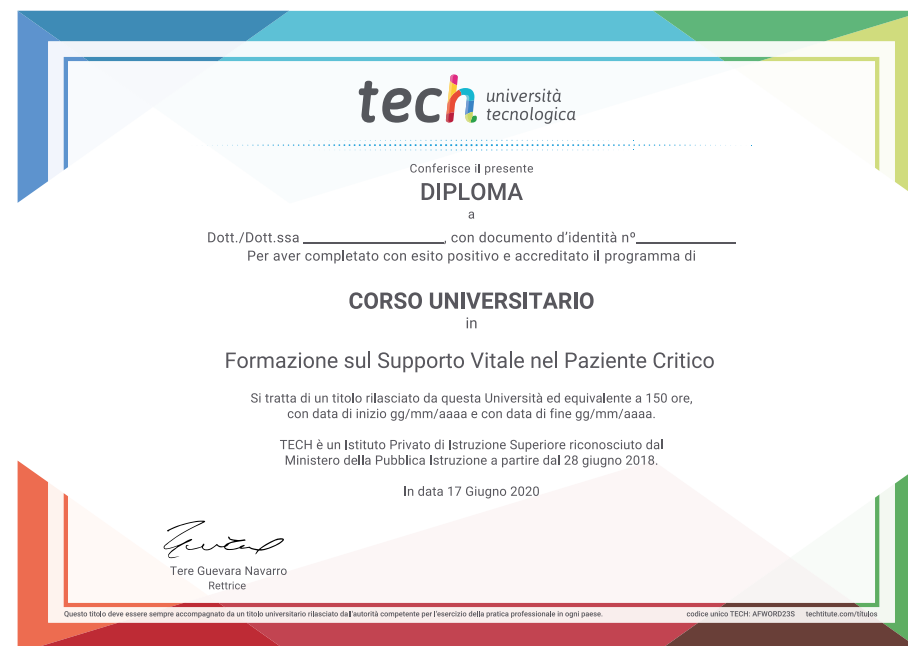 tech università
tecnologica
Conferisce il presente
DIPLOMA
a
Dott./Dott.ssa ____________________, con documento d'identità nº______________
Per aver completato con esito positivo e accreditato il programma di
CORSO UNIVERSITARIO
in
Formazione sul Supporto Vitale nel Paziente Critico
Si tratta di un titolo rilasciato da questa Università ed equivalente a 150 ore,
con data di inizio gg/mm/aaaa e con data di fine gg/mm/aaaa.
TECH è un Istituto Privato di Istruzione Superiore riconosciuto dal
Ministero della Pubblica Istruzione a partire dal 28 giugno 2018.
In data 17 Giugno 2020
Tere Guevara Navarro
Rettrice
Questo titolo deve essere sempre accompagnato da un titolo universitario rilasciato dall'autorità competente per l'esercizio della pratica professionale in ogni paese. codice unico TECH: AFWORD23S techtitute.com/titulos